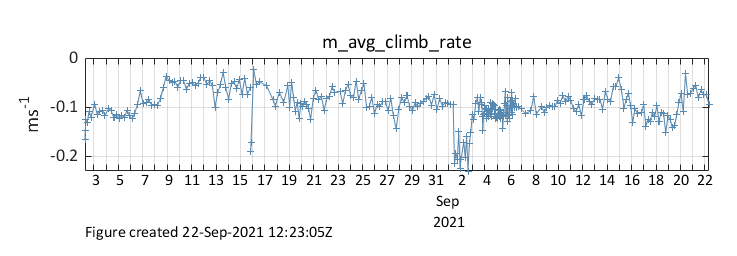 m_avg_climb_rate
0
-0.1
-0.2
ms-1
3 5 7 9 11 13 15 17 19 21 23 25 27 29 31 2 4 6 8 10 12 14 16 18 20 22
Sep
2021
Figure created 22-Sep-2021 12:23:05Z